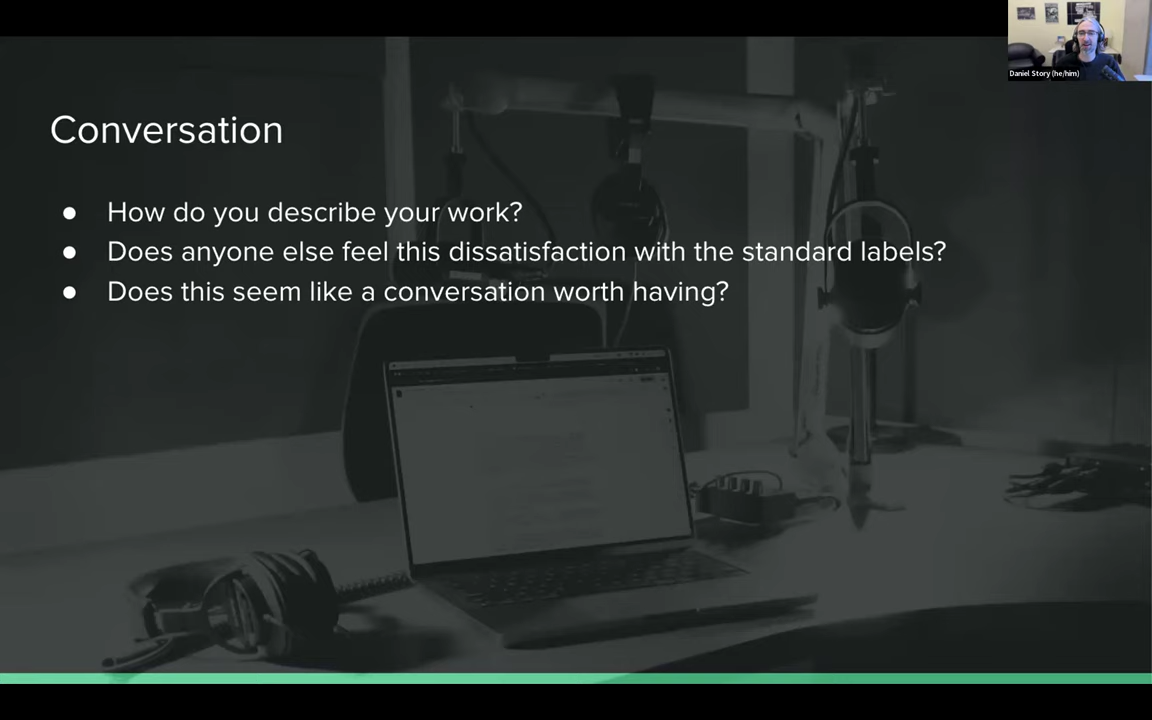 Daniel Story (he/him)
Conversation
● How do you describe your work?
● Does anyone else feel this dissatisfaction with the standard labels?
● Does this seem like a conversation worth having?